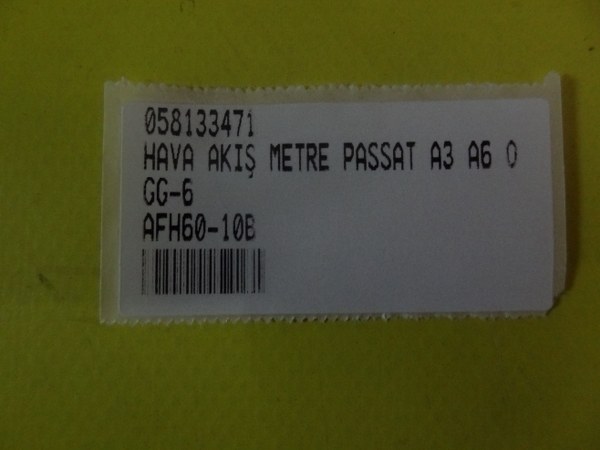 058133471
HAVA AKIŞ METRE PASSAT A3 A6 O
GG-6
AFH60-10B